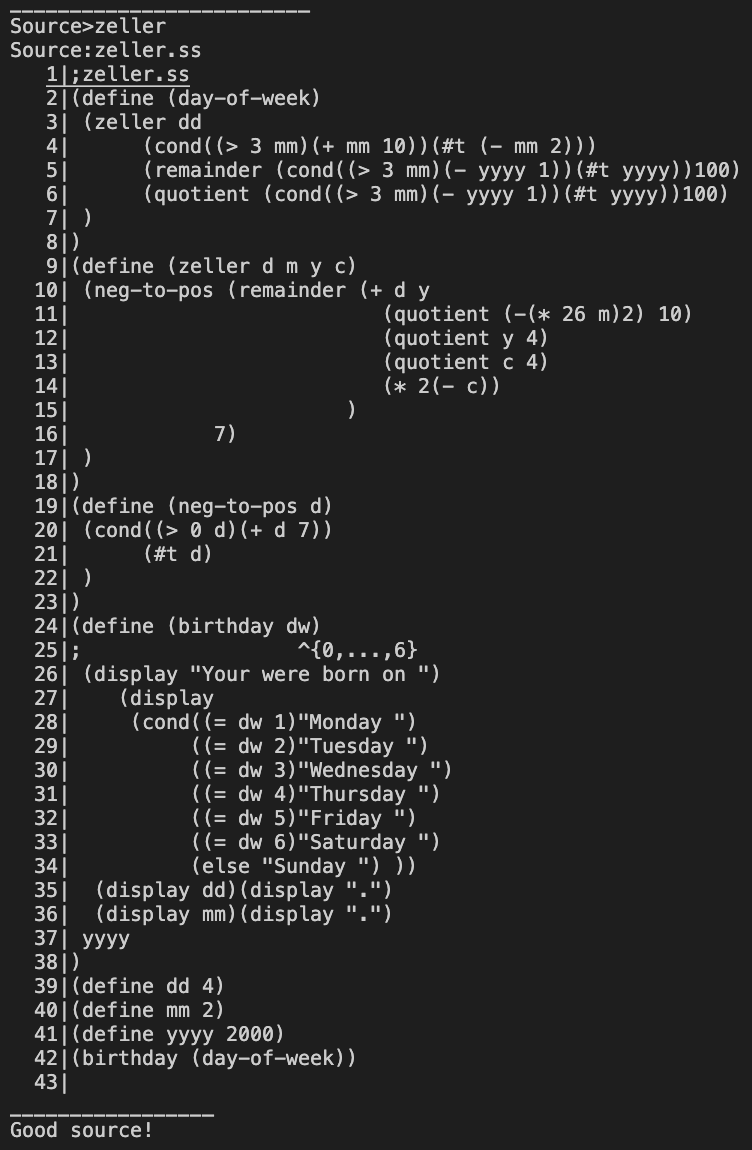 Source>zeller
Source:zeller.ss
   1|;zeller.ss
   2|(define (day-of-week)
   3| (zeller dd
   4|      (cond((> 3 mm)(+ mm 10))(#t (- mm 2)))
   5|      (remainder (cond((> 3 mm)(- yyyy 1))(#t yyyy))100)
   6|      (quotient (cond((> 3 mm)(- yyyy 1))(#t yyyy))100)
   7| )
   8|)
   9|(define (zeller d m y c)
  10| (neg-to-pos (remainder (+ d y
  11|                          (quotient (-(* 26 m)2) 10)
  12|                          (quotient y 4)
  13|                          (quotient c 4)
  14|                          (* 2(- c))
  15|                       )
  16|            7)
  17| )
  18|)
  19|(define (neg-to-pos d)
  20| (cond((> 0 d)(+ d 7))
  21|      (#t d)
  22| )
  23|)
  24|(define (birthday dw)
  25|;                  ^{0,...,6}
  26| (display "Your were born on ")
  27|    (display
  28|     (cond((= dw 1)"Monday ")
  29|          ((= dw 2)"Tuesday ")
  30|          ((= dw 3)"Wednesday ")
  31|          ((= dw 4)"Thursday ")
  32|          ((= dw 5)"Friday ")
  33|          ((= dw 6)"Saturday ")
  34|          (else "Sunday ") ))
  35|  (display dd)(display ".")
  36|  (display mm)(display ".")
  37| yyyy
  38|)
  39|(define dd 4)
  40|(define mm 2)
  41|(define yyyy 2000)
  42|(birthday (day-of-week))
  43|
Good source!